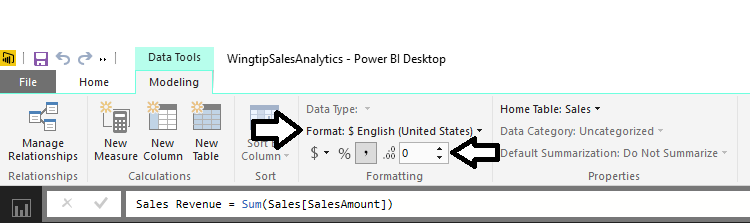 Data Tools
WingtipSalesAnalytics - Power BI Desktop
File
Home
Modeling
Manage
Relationships
New
Measure
New
Column
New
Table
Sort By
Column
Data Type:
Format: $ English (United States)
$ % , .0 .00 0
Home Table: Sales
Data Category: Uncategorized
Default Summarization: Do Not Summarize
Relationships
Calculations
Sort
Formatting
Properties
Sales Revenue = Sum(Sales[SalesAmount])